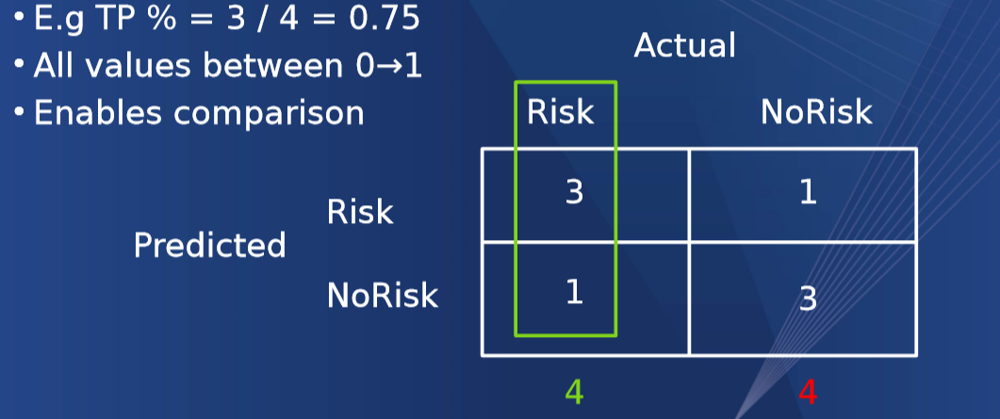 • E.g TP % = 3 / 4 = 0.75
• All values between 0→1
• Enables comparison
Actual
Risk NoRisk
Predicted
Risk 3 1
NoRisk 1 3
4 4